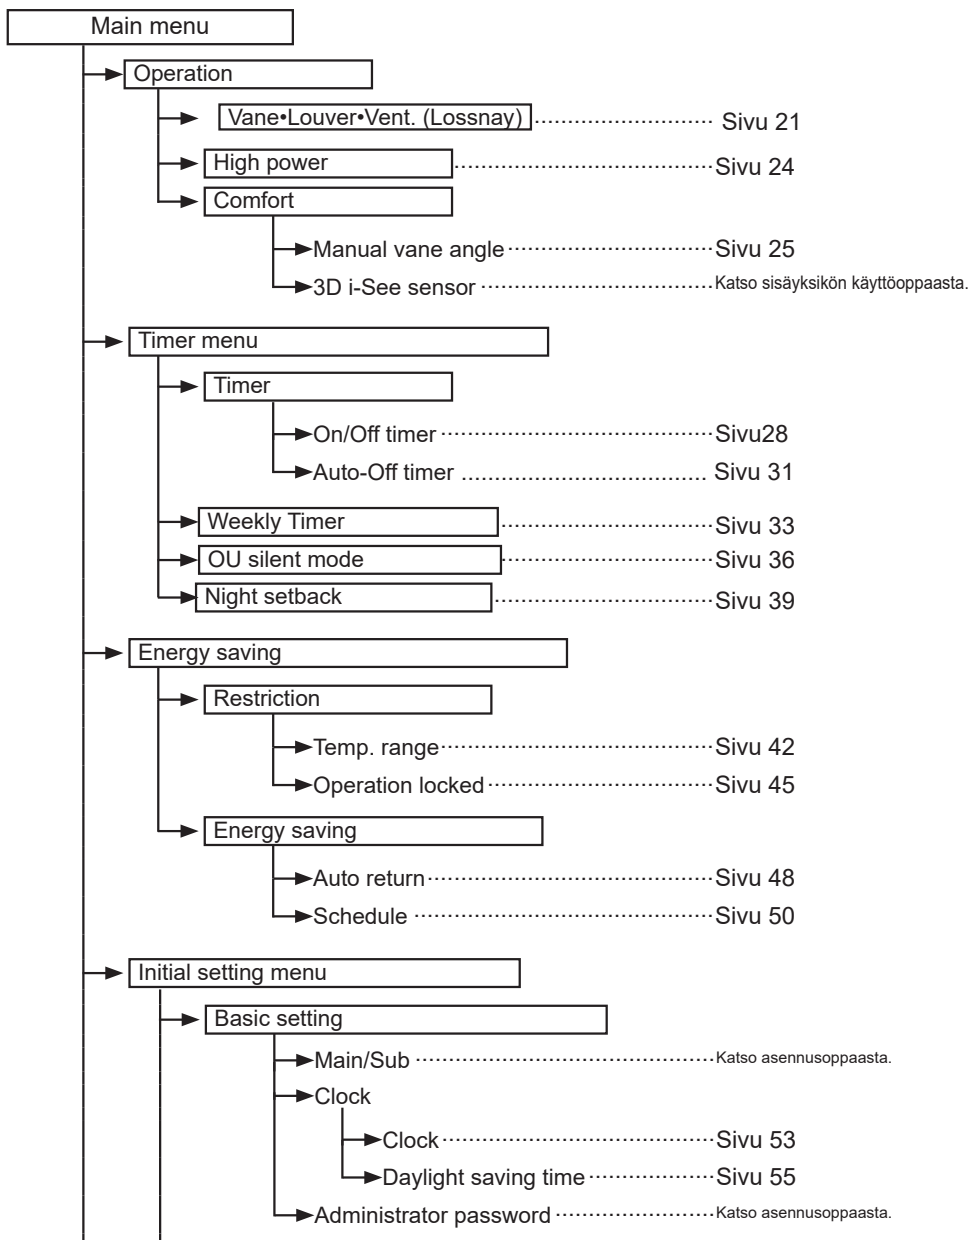 Main menu
Operation
Vane•Louver•Vent. (Lossnay) Sivu 21
High power Sivu 24
Comfort
Manual vane angle Sivu 25
3D i-See sensor Katso sisäyksikön käyttöoppaasta.
Timer menu
Timer
On/Off timer Sivu28
Auto-Off timer Sivu 31
Weekly Timer Sivu 33
OU silent mode Sivu 36
Night setback Sivu 39
Energy saving
Restriction
Temp. range Sivu 42
Operation locked Sivu 45
Energy saving
Auto return Sivu 48
Schedule Sivu 50
Initial setting menu
Basic setting
Main/Sub Katso asennusoppaasta.
Clock
Clock Sivu 53
Daylight saving time Sivu 55
Administrator password Katso asennusoppaasta.